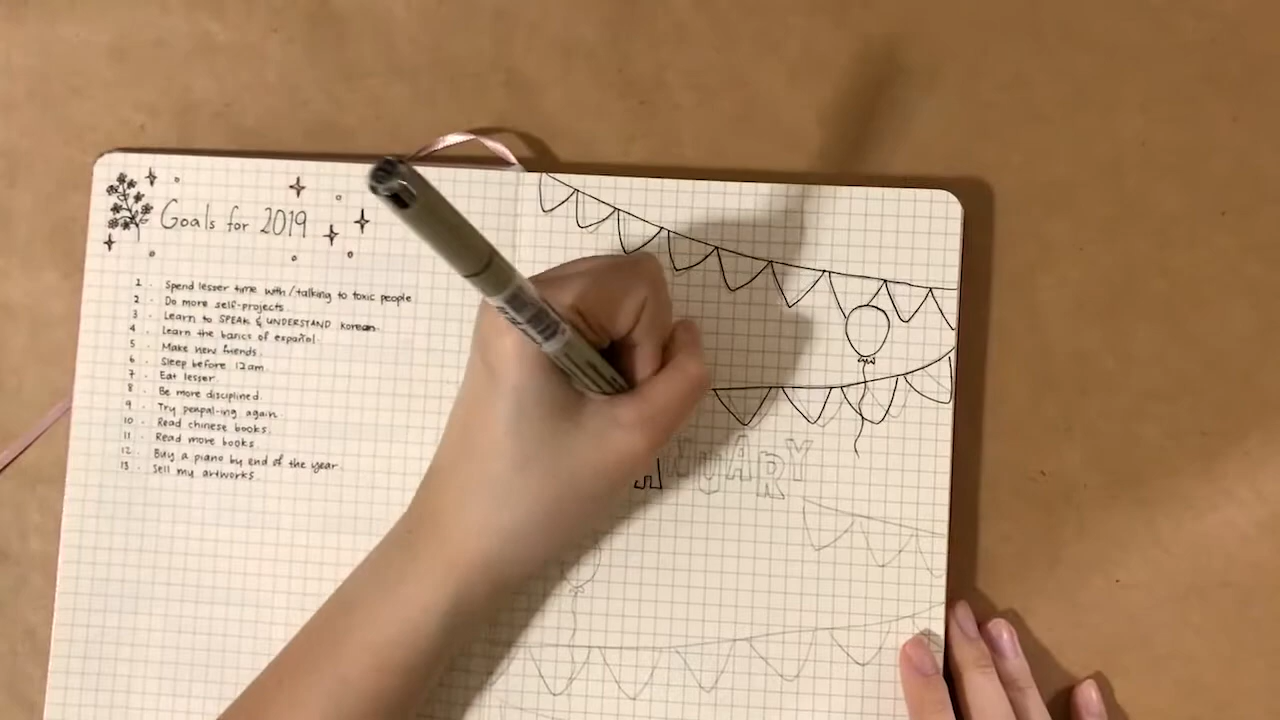 Goals for 2019
1. Spend lesser time with/talking to toxic people
2. Do more self-projects.
3. Learn to SPEAK & UNDERSTAND korean.
4. Learn the basics of español.
5. Make new friends.
6. Sleep before 12am.
7. Eat lesser.
8. Be more disciplined.
9. Try penpal-ing again.
10. Read chinese books.
11. Read more books.
12. Buy a piano by end of the year.
13. Sell my artworks.
ANUARY